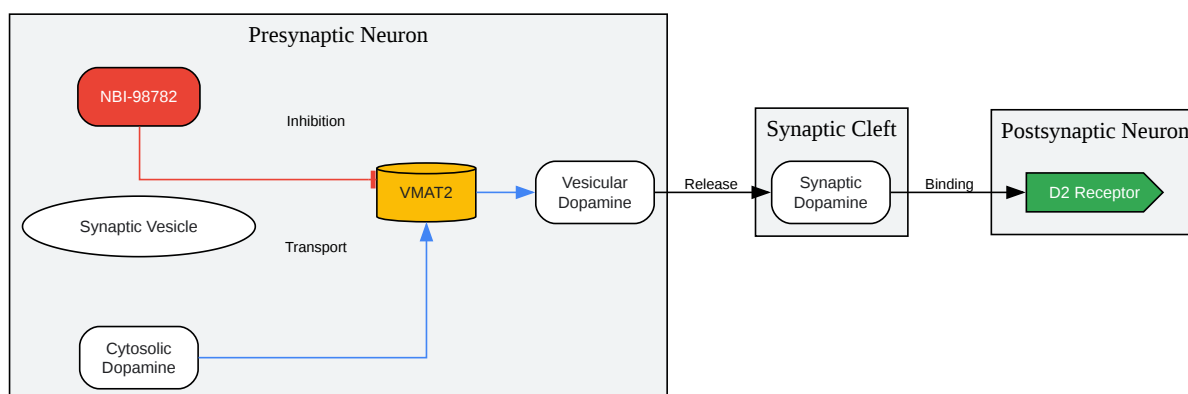 Presynaptic Neuron
NBI-98782
Inhibition
Synaptic Cleft
Postsynaptic Neuron
VMAT2
Vesicular
Dopamine
Release
Synaptic
Dopamine
Binding
D2 Receptor
Synaptic Vesicle
Transport
Cytosolic
Dopamine